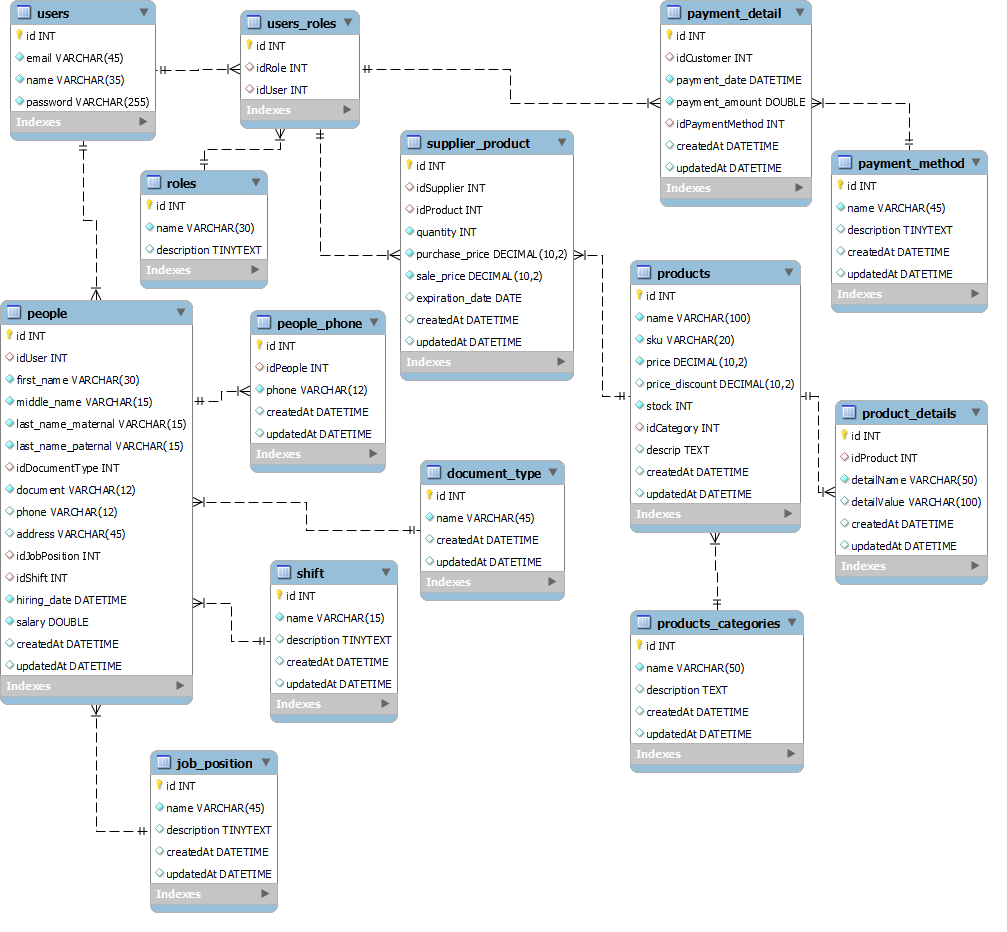 users
id INT
email VARCHAR(45)
name VARCHAR(35)
password VARCHAR(255)
Indexes
users_roles
id INT
idRole INT
idUser INT
Indexes
payment_detail
id INT
idCustomer INT
payment_date DATETIME
payment_amount DOUBLE
idPaymentMethod INT
createdAt DATETIME
updatedAt DATETIME
Indexes
roles
id INT
name VARCHAR(30)
description TINYTEXT
Indexes
supplier_product
id INT
idSupplier INT
idProduct INT
quantity INT
purchase_price DECIMAL(10,2)
sale_price DECIMAL(10,2)
expiration_date DATE
createdAt DATETIME
updatedAt DATETIME
Indexes
payment_method
id INT
name VARCHAR(45)
description TINYTEXT
createdAt DATETIME
updatedAt DATETIME
Indexes
people
id INT
idUser INT
first_name VARCHAR(30)
middle_name VARCHAR(15)
last_name_maternal VARCHAR(15)
last_name_paternal VARCHAR(15)
idDocumentType INT
document VARCHAR(12)
phone VARCHAR(12)
address VARCHAR(45)
idJobPosition INT
idShift INT
hiring_date DATETIME
salary DOUBLE
createdAt DATETIME
updatedAt DATETIME
Indexes
people_phone
id INT
idPeople INT
phone VARCHAR(12)
createdAt DATETIME
updatedAt DATETIME
Indexes
products
id INT
name VARCHAR(100)
sku VARCHAR(20)
price DECIMAL(10,2)
price_discount DECIMAL(10,2)
stock INT
idCategory INT
descrip TEXT
createdAt DATETIME
updatedAt DATETIME
Indexes
product_details
id INT
idProduct INT
detailName VARCHAR(50)
detailValue VARCHAR(100)
createdAt DATETIME
updatedAt DATETIME
Indexes
document_type
id INT
name VARCHAR(45)
createdAt DATETIME
updatedAt DATETIME
Indexes
shift
id INT
name VARCHAR(15)
description TINYTEXT
createdAt DATETIME
updatedAt DATETIME
Indexes
products_categories
id INT
name VARCHAR(50)
description TEXT
createdAt DATETIME
updatedAt DATETIME
Indexes
job_position
id INT
name VARCHAR(45)
description TINYTEXT
createdAt DATETIME
updatedAt DATETIME
Indexes